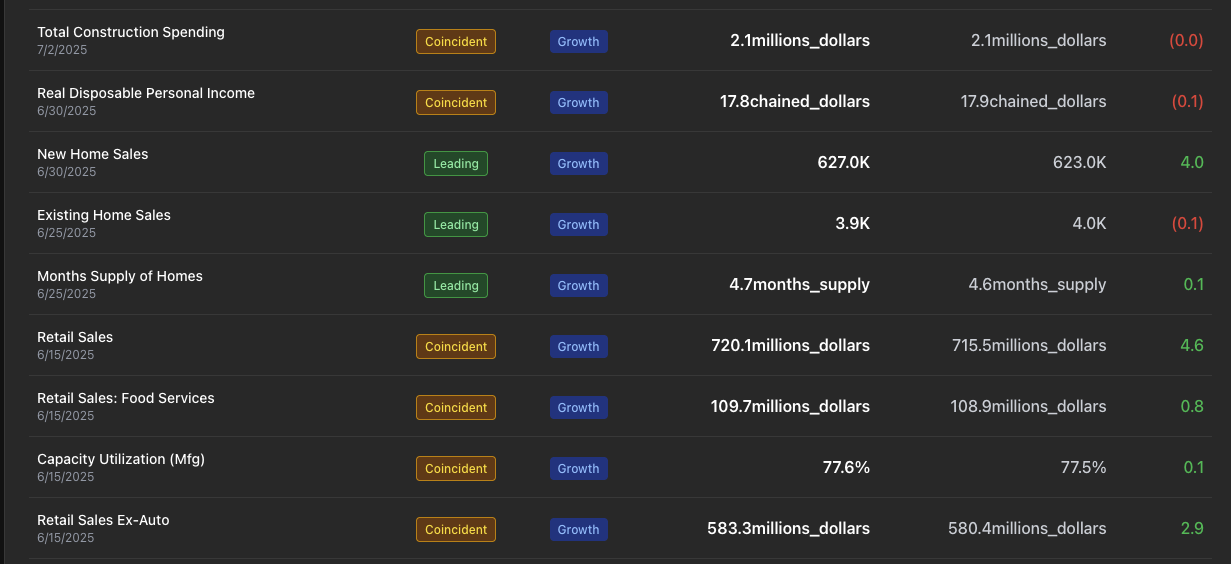 Total Construction Spending
7/2/2025
Coincident Growth 2.1millions_dollars 2.1millions_dollars (0.0)
Real Disposable Personal Income
6/30/2025
Coincident Growth 17.8chained_dollars 17.9chained_dollars (0.1)
New Home Sales
6/30/2025
Leading Growth 627.0K 623.0K 4.0
Existing Home Sales
6/25/2025
Leading Growth 3.9K 4.0K (0.1)
Months Supply of Homes
6/25/2025
Leading Growth 4.7months_supply 4.6months_supply 0.1
Retail Sales
6/15/2025
Coincident Growth 720.1millions_dollars 715.5millions_dollars 4.6
Retail Sales: Food Services
6/15/2025
Coincident Growth 109.7millions_dollars 108.9millions_dollars 0.8
Capacity Utilization (Mfg)
6/15/2025
Coincident Growth 77.6% 77.5% 0.1
Retail Sales Ex-Auto
6/15/2025
Coincident Growth 583.3millions_dollars 580.4millions_dollars 2.9